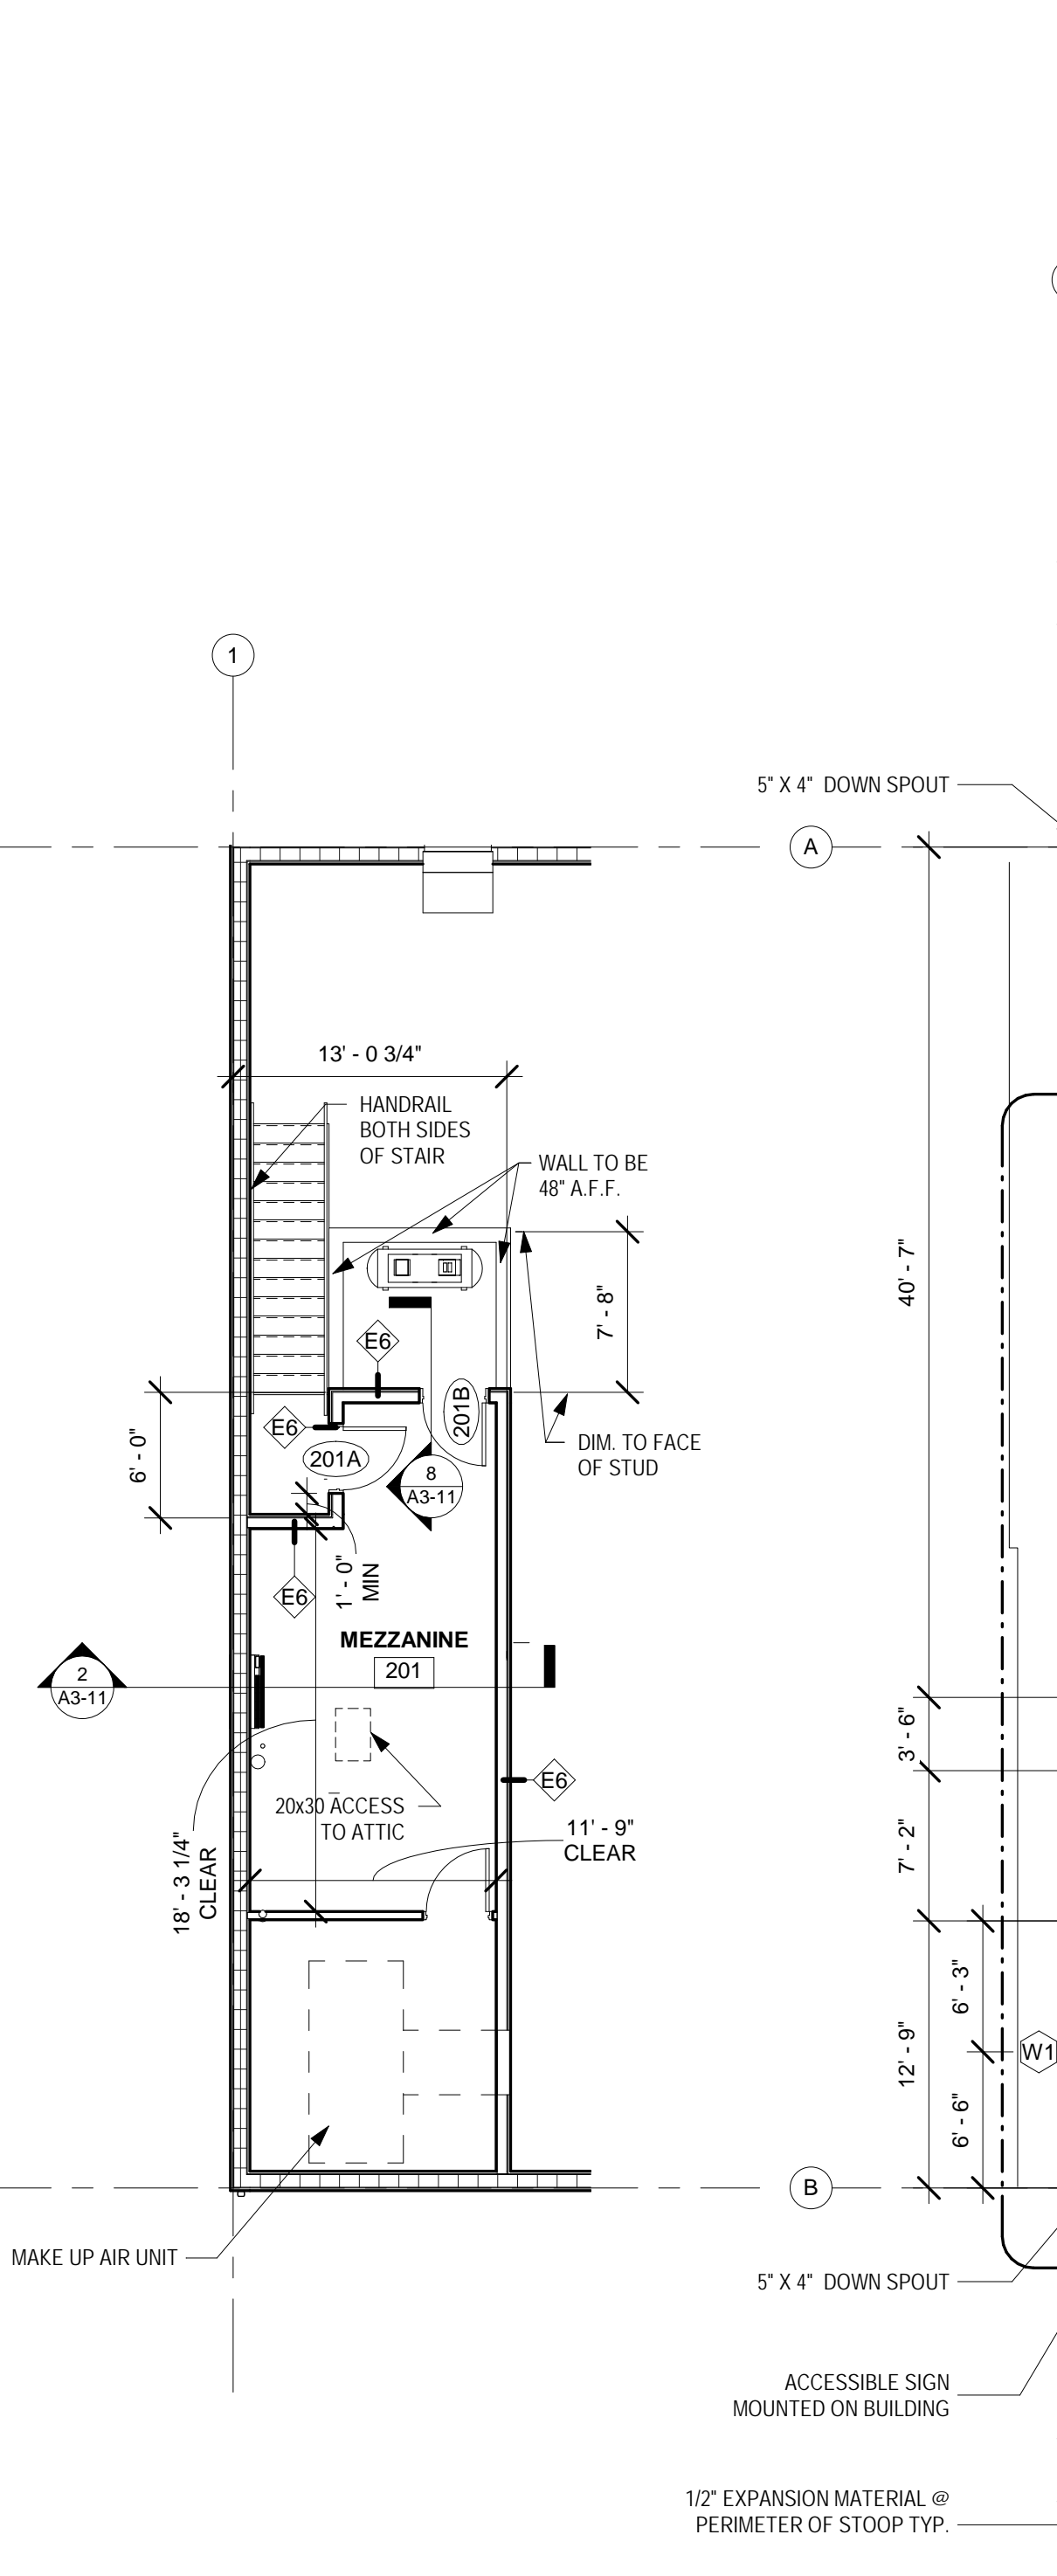 1
5" X 4"  DOWN SPOUT
A
13' - 0 3/4"
HANDRAIL
BOTH SIDES
OF STAIR
WALL TO BE
48" A.F.F.
40' - 7"
7' - 8"
E6
201B
E6
6' - 0"
201A
DIM. TO FACE
OF STUD
8
A3-11
1' - 0"
MIN
E6
MEZZANINE
201
2
A3-11
3' - 6"
E6
20x30 ACCESS
TO ATTIC
11' - 9"
CLEAR
18' - 3 1/4"
CLEAR
7' - 2"
6' - 3"
W1
12' - 9"
6' - 6"
B
MAKE UP AIR UNIT
5" X 4"  DOWN SPOUT
ACCESSIBLE SIGN
MOUNTED ON BUILDING
1/2" EXPANSION MATERIAL @
PERIMETER OF STOOP TYP.